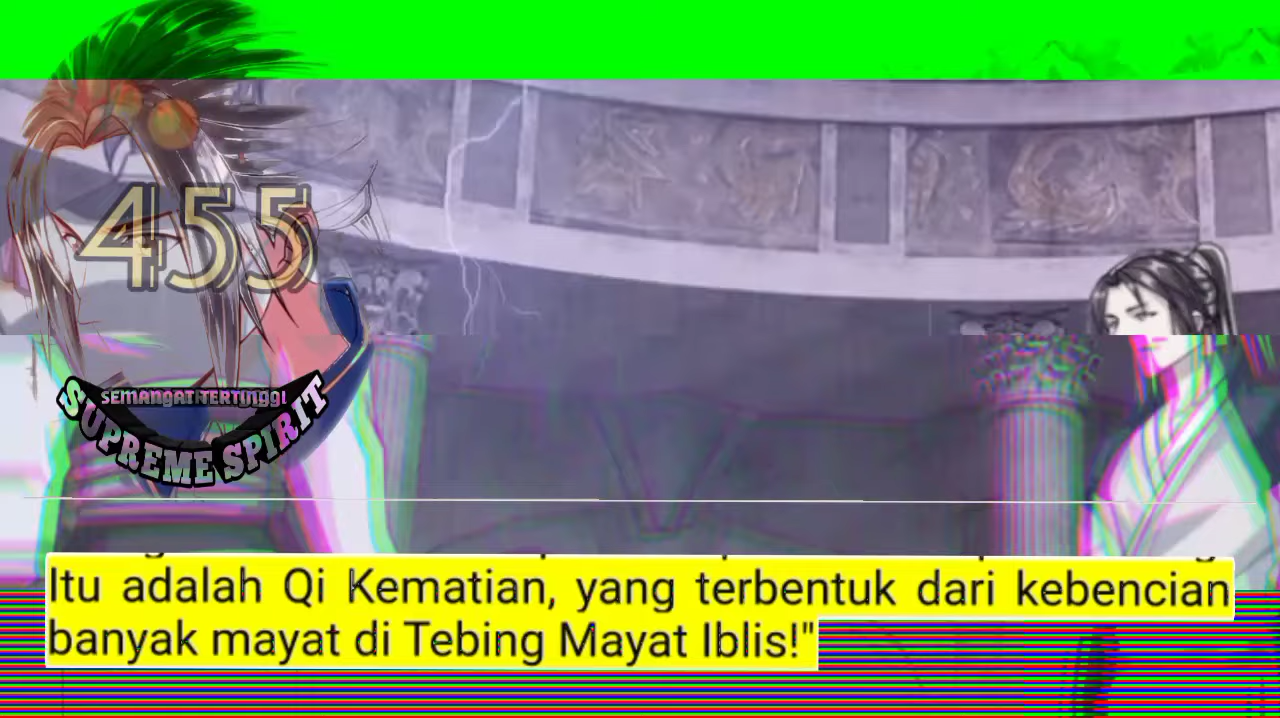 455
SEMANGAT TERTINGGI
SUPREME SPIRIT
Itu adalah Qi Kematian, yang terbentuk dari kebencian
banyak mayat di Tebing Mayat Iblis!"